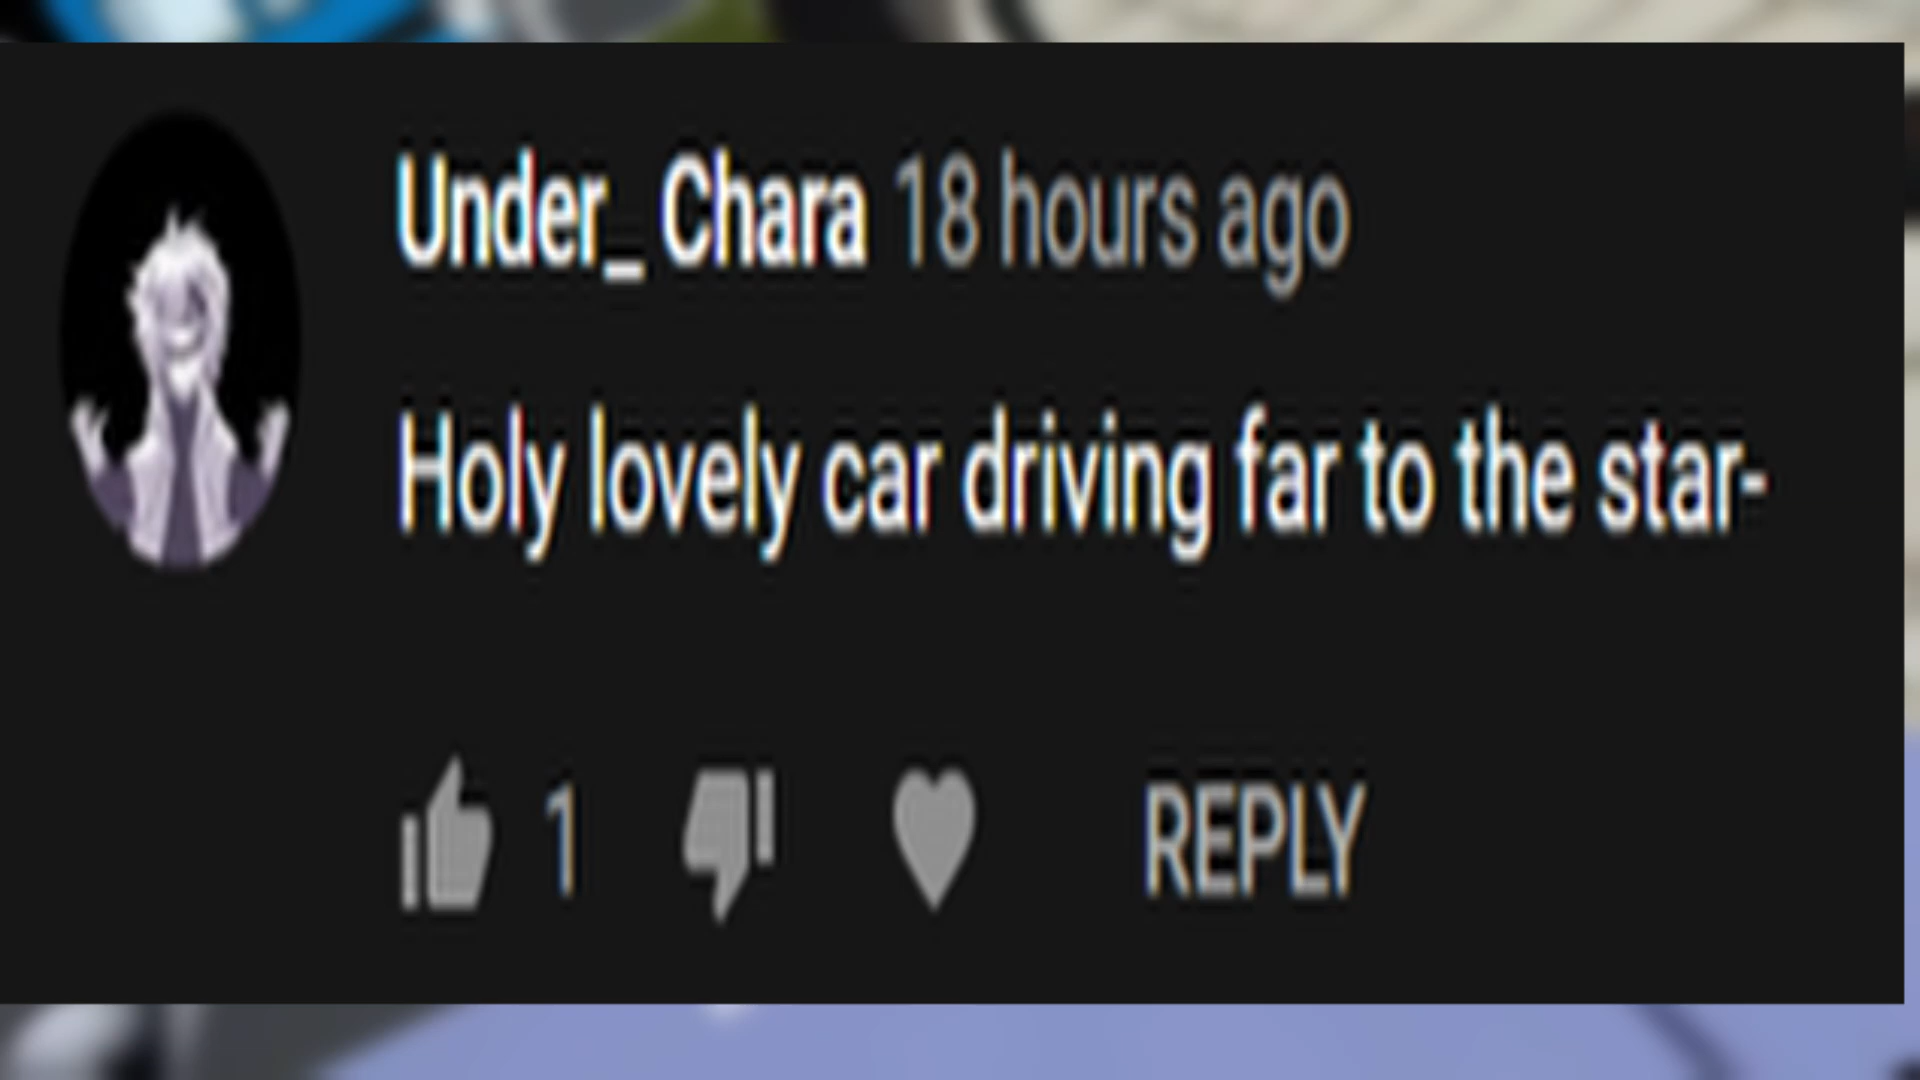 Under_ Chara 18 hours ago
Holy lovely car driving far to the star-
1 REPLY